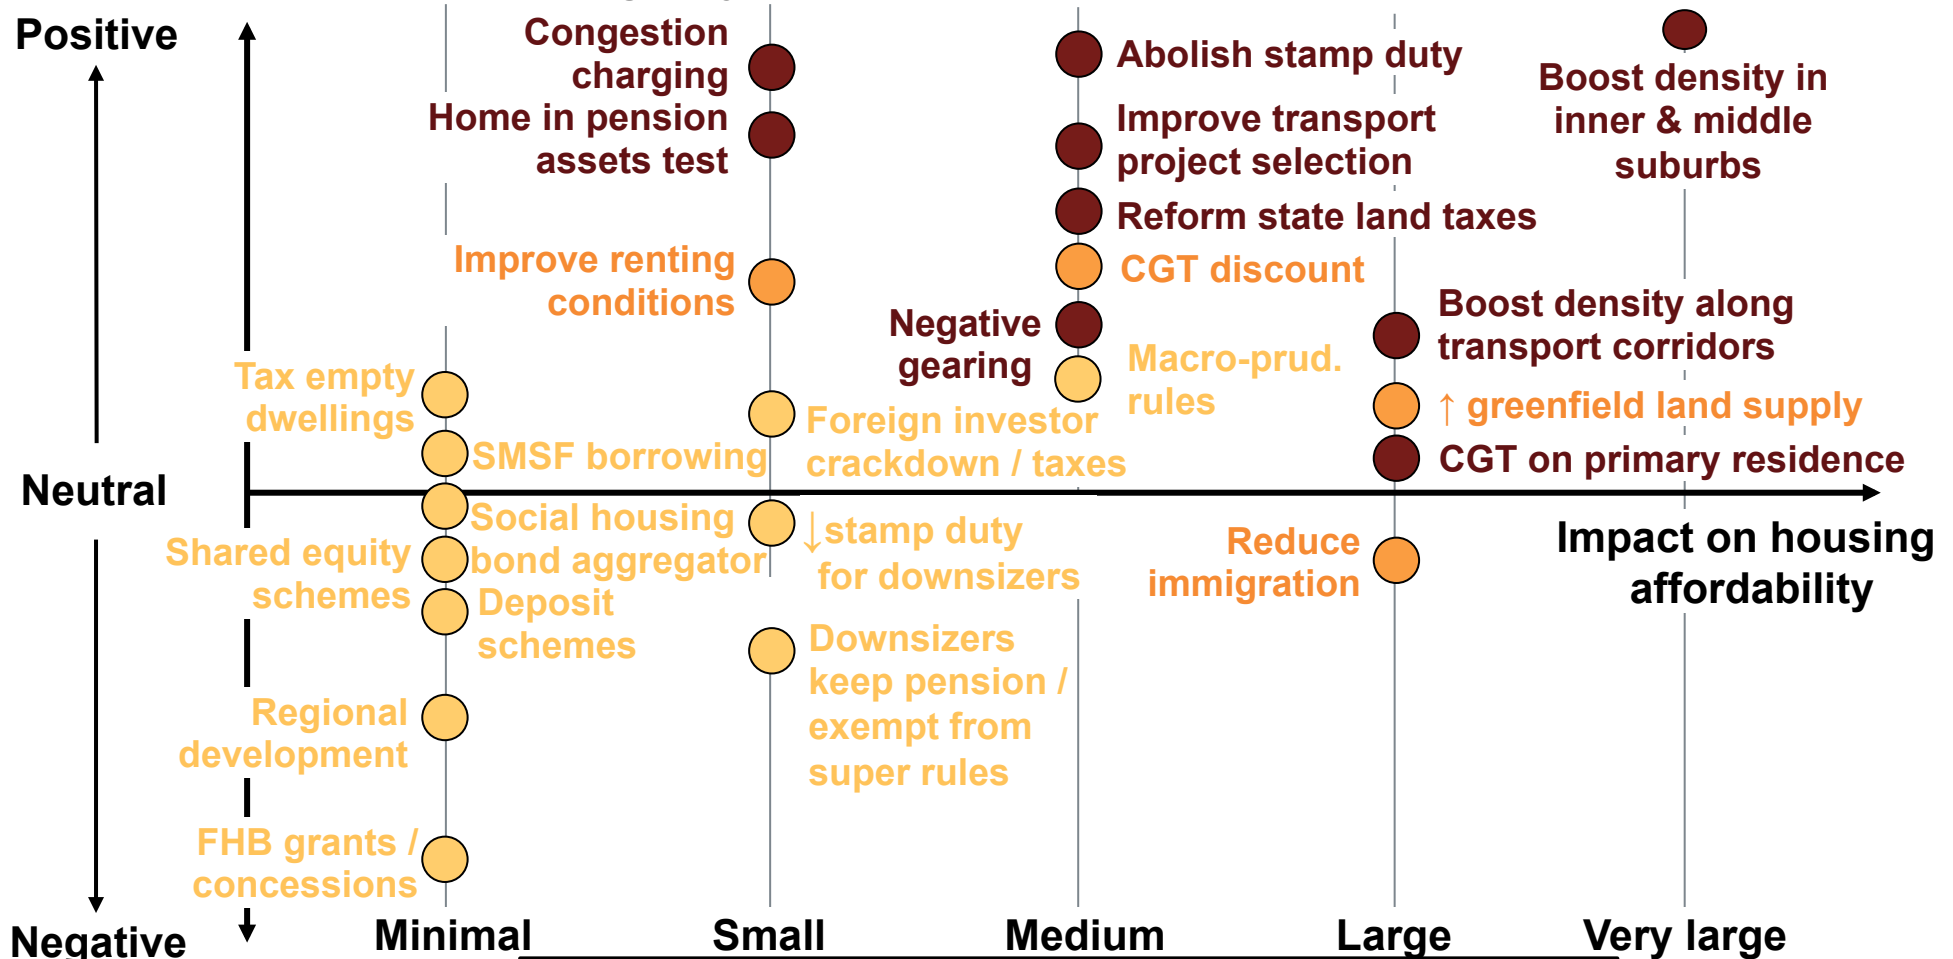 Positive
Neutral
Negative
Congestion
charging
Home in pension
assets test
Improve renting
conditions
Tax empty
dwellings
SMSF borrowing
Social housing
bond aggregator
Shared equity
schemes
Deposit
schemes
Regional
development
FHB grants /
concessions
Foreign investor
crackdown / taxes
↓stamp duty
for downsizers
Downsizers
keep pension /
exempt from
super rules
Abolish stamp duty
Improve transport
project selection
Reform state land taxes
CGT discount
Negative
gearing
Macro-prud.
rules
Boost density in
inner & middle
suburbs
Boost density along
transport corridors
↑ greenfield land supply
CGT on primary residence
Reduce
immigration
Impact on housing
affordability
Minimal
Small
Medium
Large
Very large